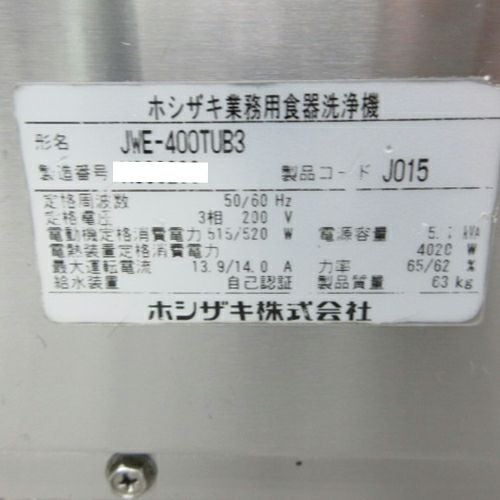 ホシザキ業務用食器洗浄機
形名 JWE-400TUB3
製造番号 製品コード J015
定格周波数 50/60 Hz
定格電圧 3相 200 V
電動機定格消費電力 515/520 W 電源容量 kVA
電熱装置定格消費電力 4020 W
最大運転電流 13.9/14.0 A 力率 65/62 %
給水装置 自己認証 製品質量 63 kg
ホシザキ株式会社